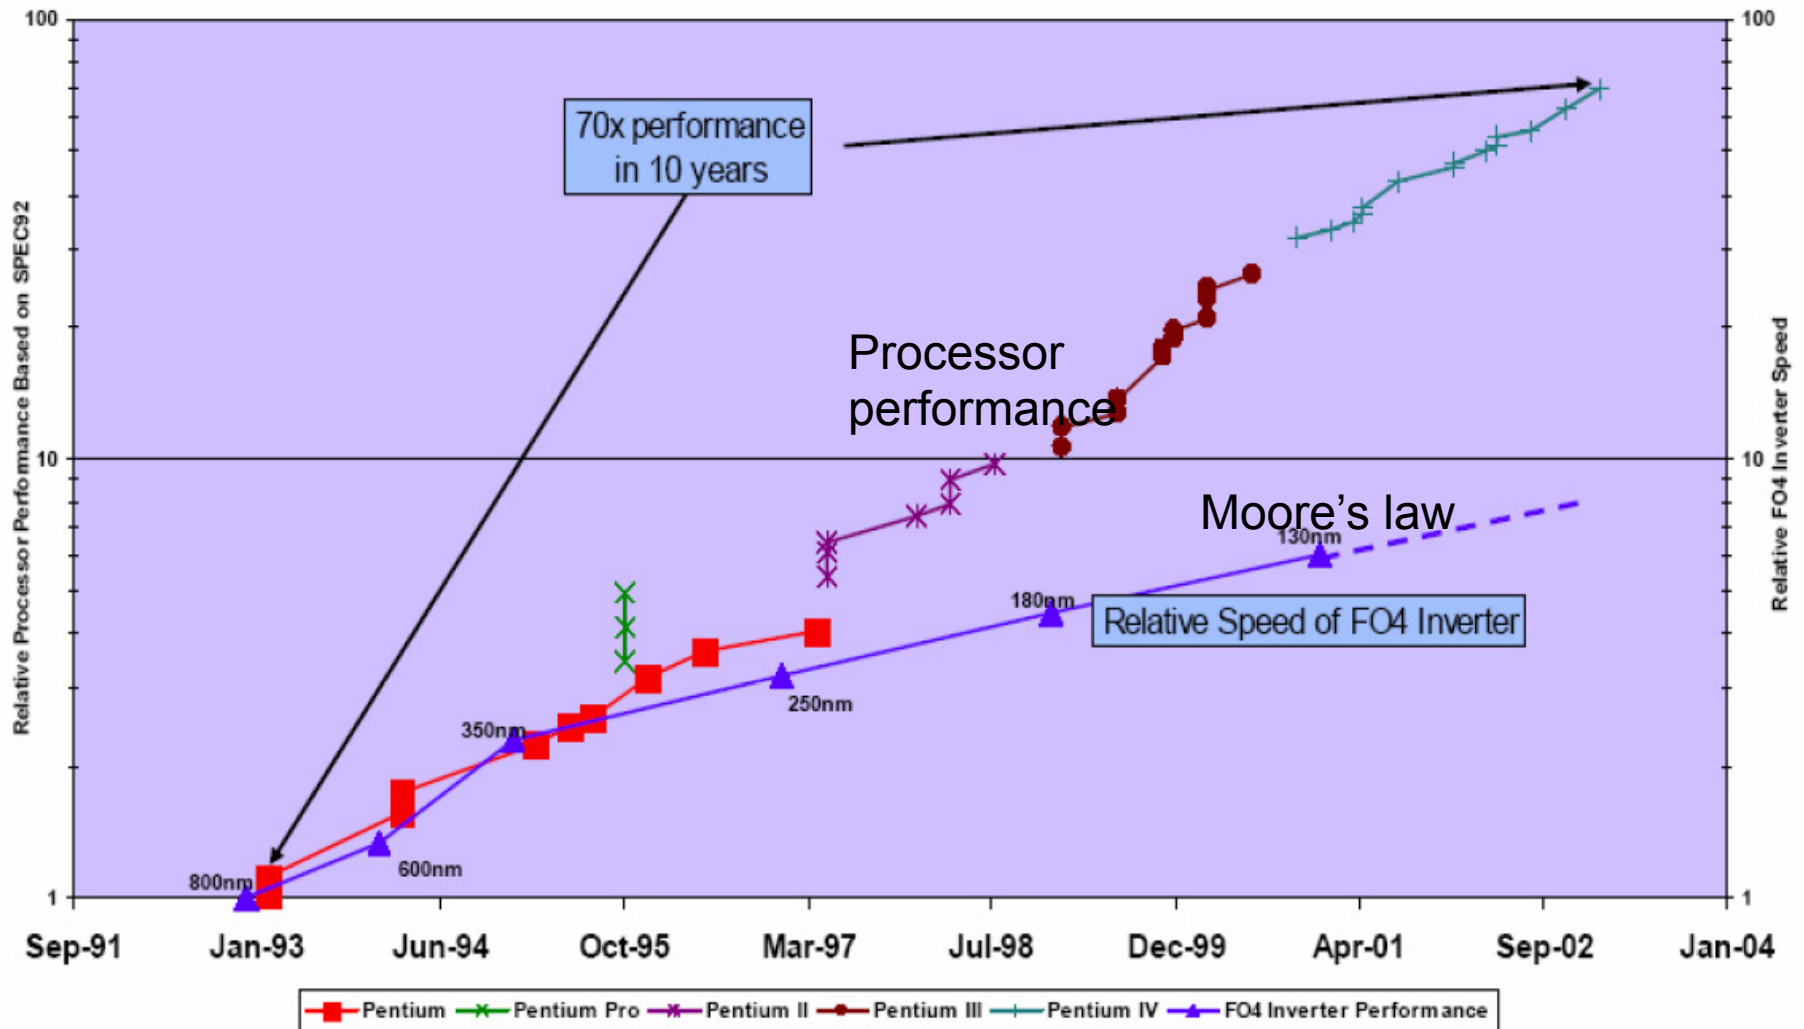 100
100
70x performance
in 10 years
Relative Processor Performance Based on SPEC92
Relative FO4 Inverter Speed
Processor
performance
10
10
Moore’s law
130nm
180nm
Relative Speed of FO4 Inverter
250nm
350nm
600nm
800nm
1
1
Sep-91 Jan-93 Jun-94 Oct-95 Mar-97 Jul-98 Dec-99 Apr-01 Sep-02 Jan-04
Pentium Pentium Pro Pentium II Pentium III Pentium IV FO4 Inverter Performance